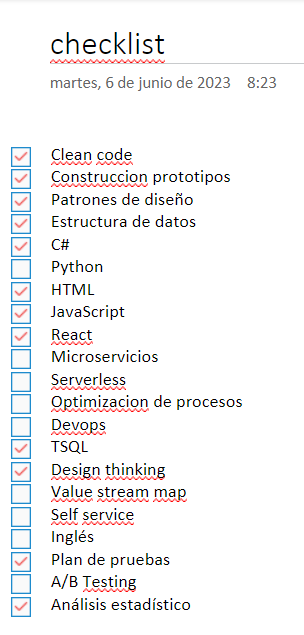 checklist
martes, 6 de junio de 2023 8:23
Clean code
Construccion prototipos
Patrones de diseño
Estructura de datos
C#
Python
HTML
JavaScript
React
Microservicios
Serverless
Optimizacion de procesos
Devops
TSQL
Design thinking
Value stream map
Self service
Inglés
Plan de pruebas
A/B Testing
Análisis estadístico